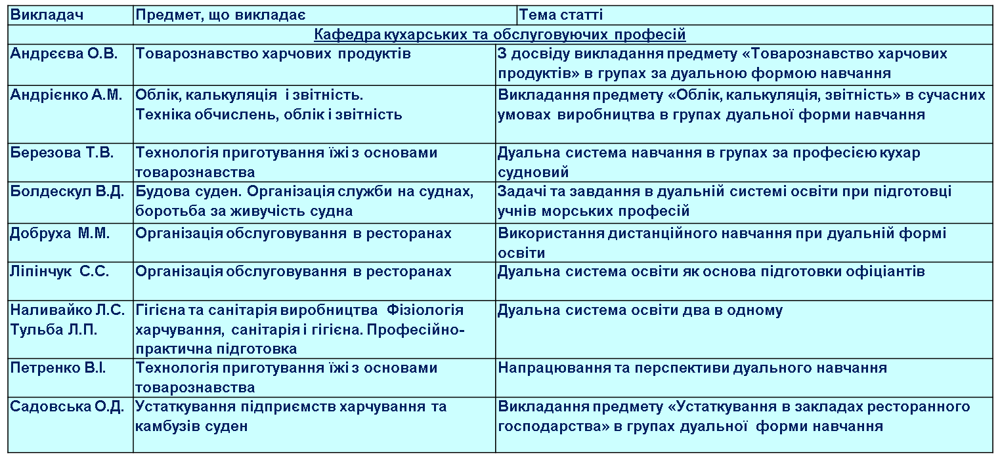 Викладач Предмет, що викладає Тема статті
Кафедра кухарських та обслуговуючих професій
Андрєєва О.В. Товарознавство харчових продуктів З досвіду викладання предмету «Товарознавство харчових
продуктів» в групах за дуальною формою навчання
Андрієнко А.М. Облік, калькуляція і звітність. Викладання предмету «Облік, калькуляція, звітність» в сучасних
Техніка обчислень, облік і звітність умовах виробництва в групах дуальної форми навчання
Березова Т.В. Технологія приготування їжі з основами Дуальна система навчання в групах за професією кухар
товарознавства судновий
Болдескул В.Д. Будова суден. Організація служби на суднах, Задачі та завдання в дуальній системі освіти при підготовці
боротьба за живучість судна учнів морських професій
Добруха М.М. Організація обслуговування в ресторанах Використання дистанційного навчання при дуальній формі
освіти
Ліпінчук С.С. Організація обслуговування в ресторанах Дуальна система освіти як основа підготовки офіціантів
Наливайко Л.С. Гігієна та санітарія виробництва Фізіологія Дуальна система освіти два в одному
Тульба Л.П. харчування, санітарія і гігієна. Професійно-
практична підготовка
Петренко В.І. Технологія приготування їжі з основами Напрацювання та перспективи дуального навчання
товарознавства
Садовська О.Д. Устаткування підприємств харчування та Викладання предмету «Устаткування в закладах ресторанного
камбузів суден господарства» в групах дуальної форми навчання